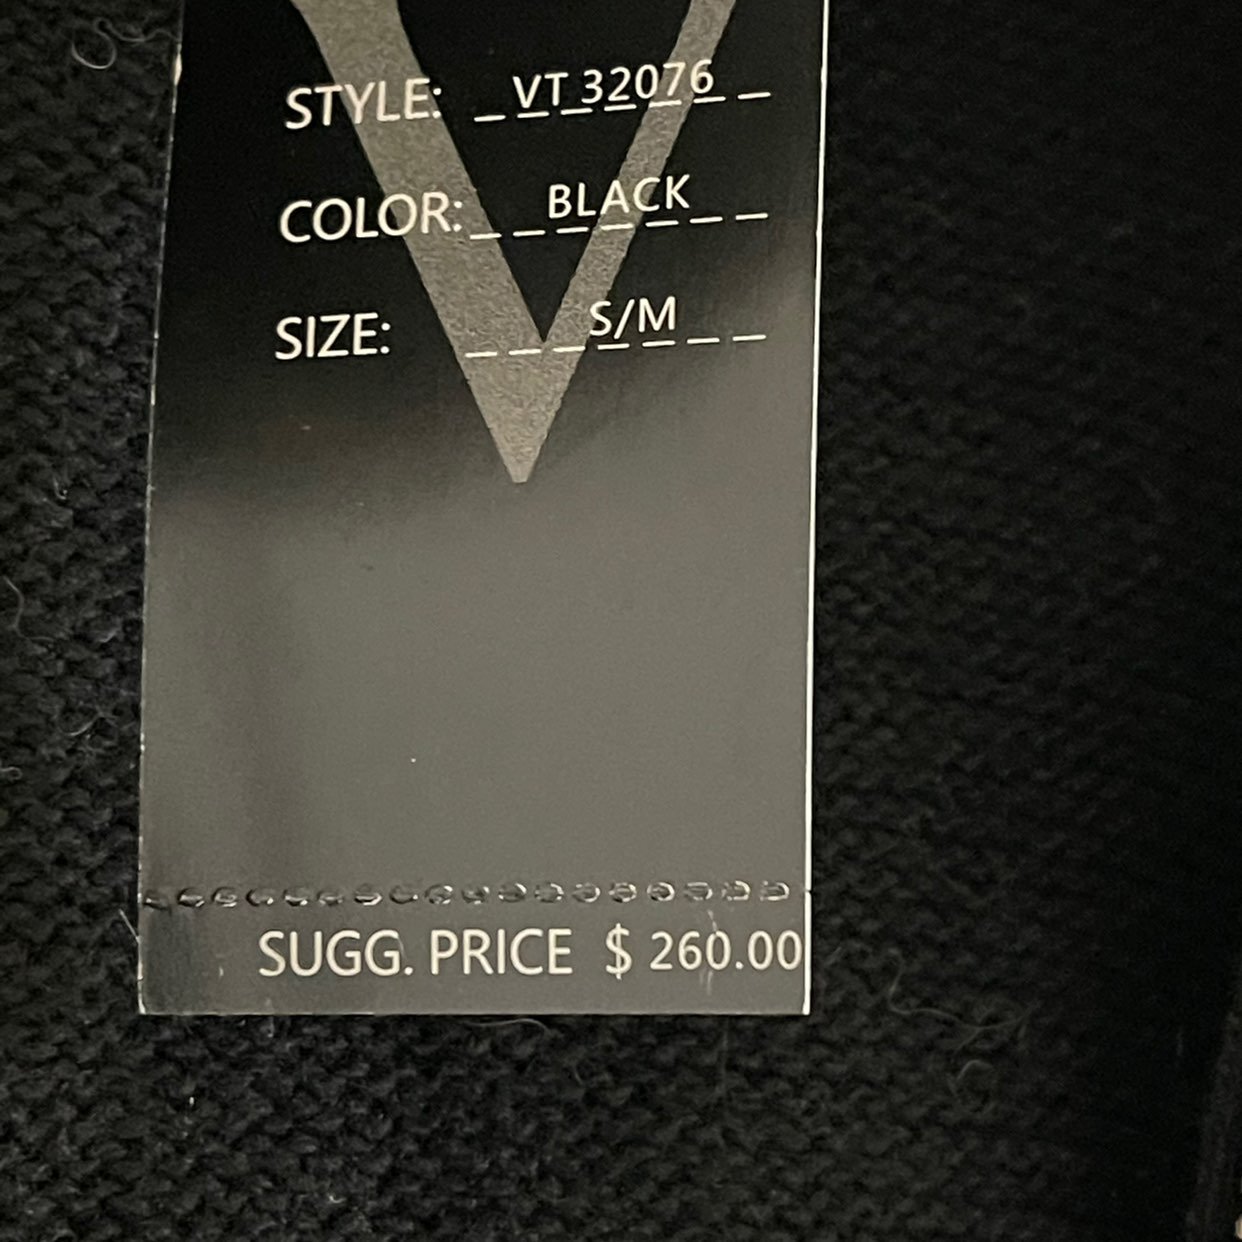 STYLE: VT 32076
COLOR: BLACK
SIZE: S/M
SUGG. PRICE $ 260.00